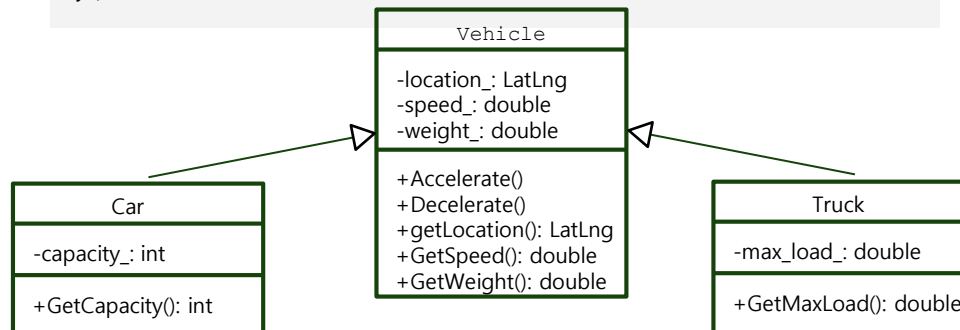 Vehicle
-location_: LatLng
-speed_: double
-weight_: double
+Accelerate()
+Decelerate()
+getLocation(): LatLng
+GetSpeed(): double
+GetWeight(): double
Car
-capacity_: int
+GetCapacity(): int
Truck
-max_load_: double
+GetMaxLoad(): double